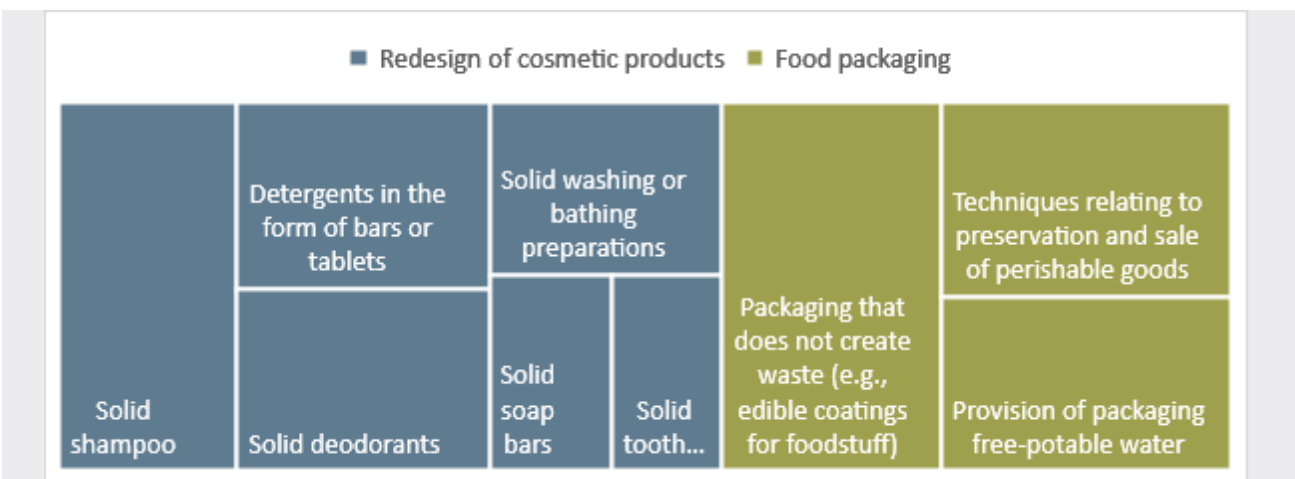 Redesign of cosmetic products
Food packaging
Solid
shampoo
Detergents in the
form of bars or
tablets
Solid deodorants
Solid washing or
bathing
preparations
Solid
soap
bars
Solid
tooth...
Packaging that
does not create
waste (e.g.,
edible coatings
for foodstuff)
Techniques relating to
preservation and sale
of perishable goods
Provision of packaging
free-potable water